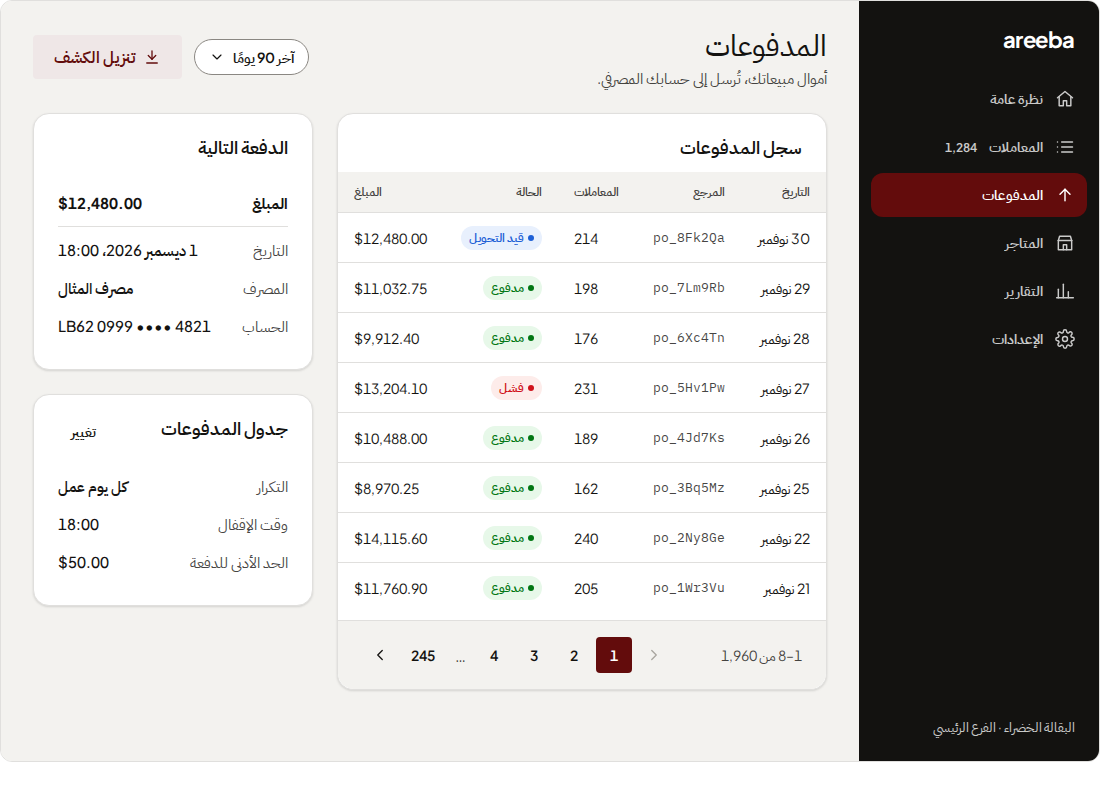 areeba
نظرة عامة
المعاملات 1,284
المدفوعات
المتاجر
التقارير
الإعدادات
البقالة الخضراء · الفرع الرئيسي
المدفوعات
أموال مبيعاتك، تُرسل إلى حسابك المصرفي.
آخر 90 يومًا
تنزيل الكشف
سجل المدفوعات
التاريخ المرجع المعاملات الحالة المبلغ
30 نوفمبر po_8Fk2Qa 214 قيد التحويل $12,480.00
29 نوفمبر po_7Lm9Rb 198 مدفوع $11,032.75
28 نوفمبر po_6Xc4Tn 176 مدفوع $9,912.40
27 نوفمبر po_5Hv1Pw 231 فشل $13,204.10
26 نوفمبر po_4Jd7Ks 189 مدفوع $10,488.00
25 نوفمبر po_3Bq5Mz 162 مدفوع $8,970.25
22 نوفمبر po_2Ny8Ge 240 مدفوع $14,115.60
21 نوفمبر po_1Wr3Vu 205 مدفوع $11,760.90
1–8 من 1,960
1 2 3 4 … 245
الدفعة التالية
المبلغ $12,480.00
التاريخ 1 ديسمبر 2026، 18:00
المصرف مصرف المثال
الحساب LB62 0999 •••• 4821
جدول المدفوعات
تغيير
التكرار كل يوم عمل
وقت الإقفال 18:00
الحد الأدنى للدفعة $50.00